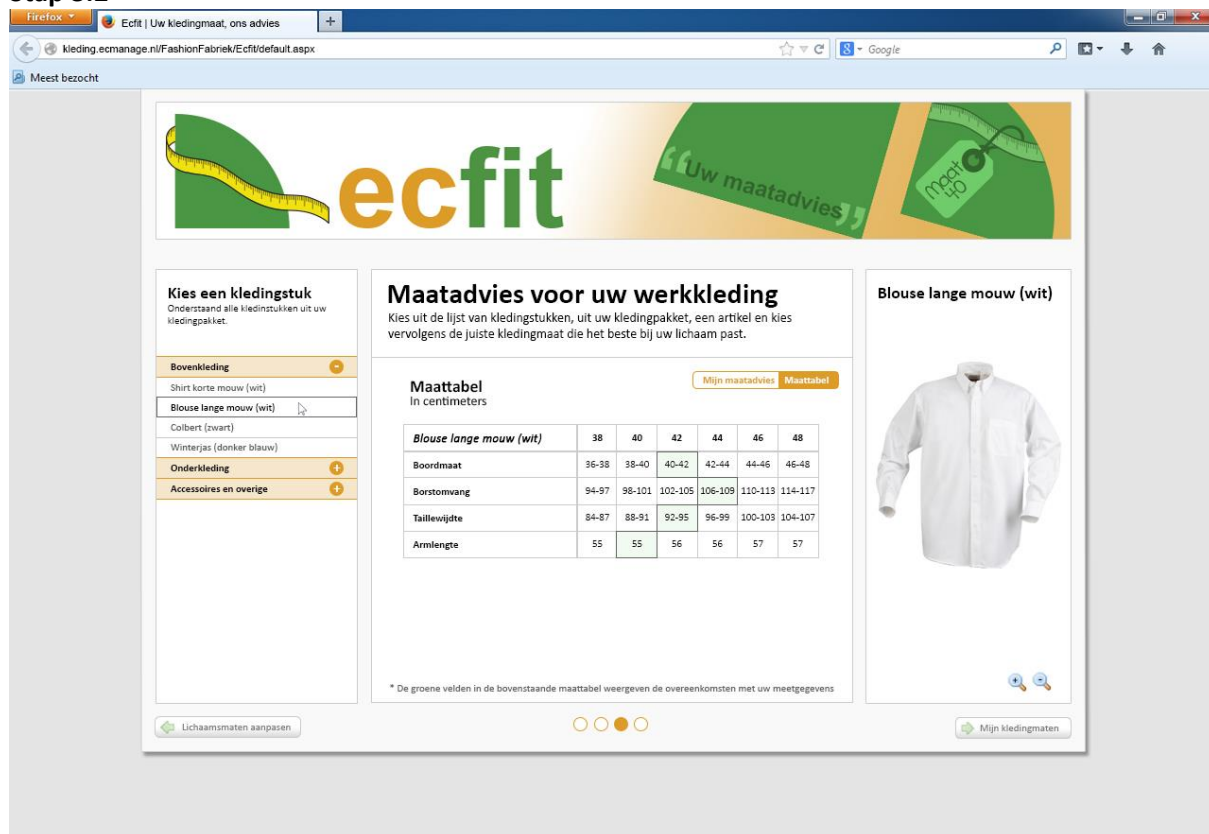 Firefox
Ecfit | Uw kledingmaat, ons advies
+
kleding.ecmanage.nl/FashionFabriek/Ecfit/default.aspx
8 Google
Meest bezocht
ecfit
“Uw maatadvies”
maat 40
Kies een kledingstuk
Onderstaand alle kledinstukken uit uw
kledingpakket.
Bovenkleding
Shirt korte mouw (wit)
Blouse lange mouw (wit)
Colbert (zwart)
Winterjas (donker blauw)
Onderkleding
Accessoires en overige
Maatadvies voor uw werkkleding
Kies uit de lijst van kledingstukken, uit uw kledingpakket, een artikel en kies
vervolgens de juiste kledingmaat die het beste bij uw lichaam past.
Maattabel
In centimeters
Mijn maatadvies Maattabel
Blouse lange mouw (wit) 38 40 42 44 46 48
Boordmaat 36-38 38-40 40-42 42-44 44-46 46-48
Borstomvang 94-97 98-101 102-105 106-109 110-113 114-117
Taillewijdte 84-87 88-91 92-95 96-99 100-103 104-107
Armlengte 55 55 56 56 57 57
* De groene velden in de bovenstaande maattabel weergeven de overeenkomsten met uw meetgegevens
Blouse lange mouw (wit)
Lichaamsmaten aanpasen
Mijn kledingmaten